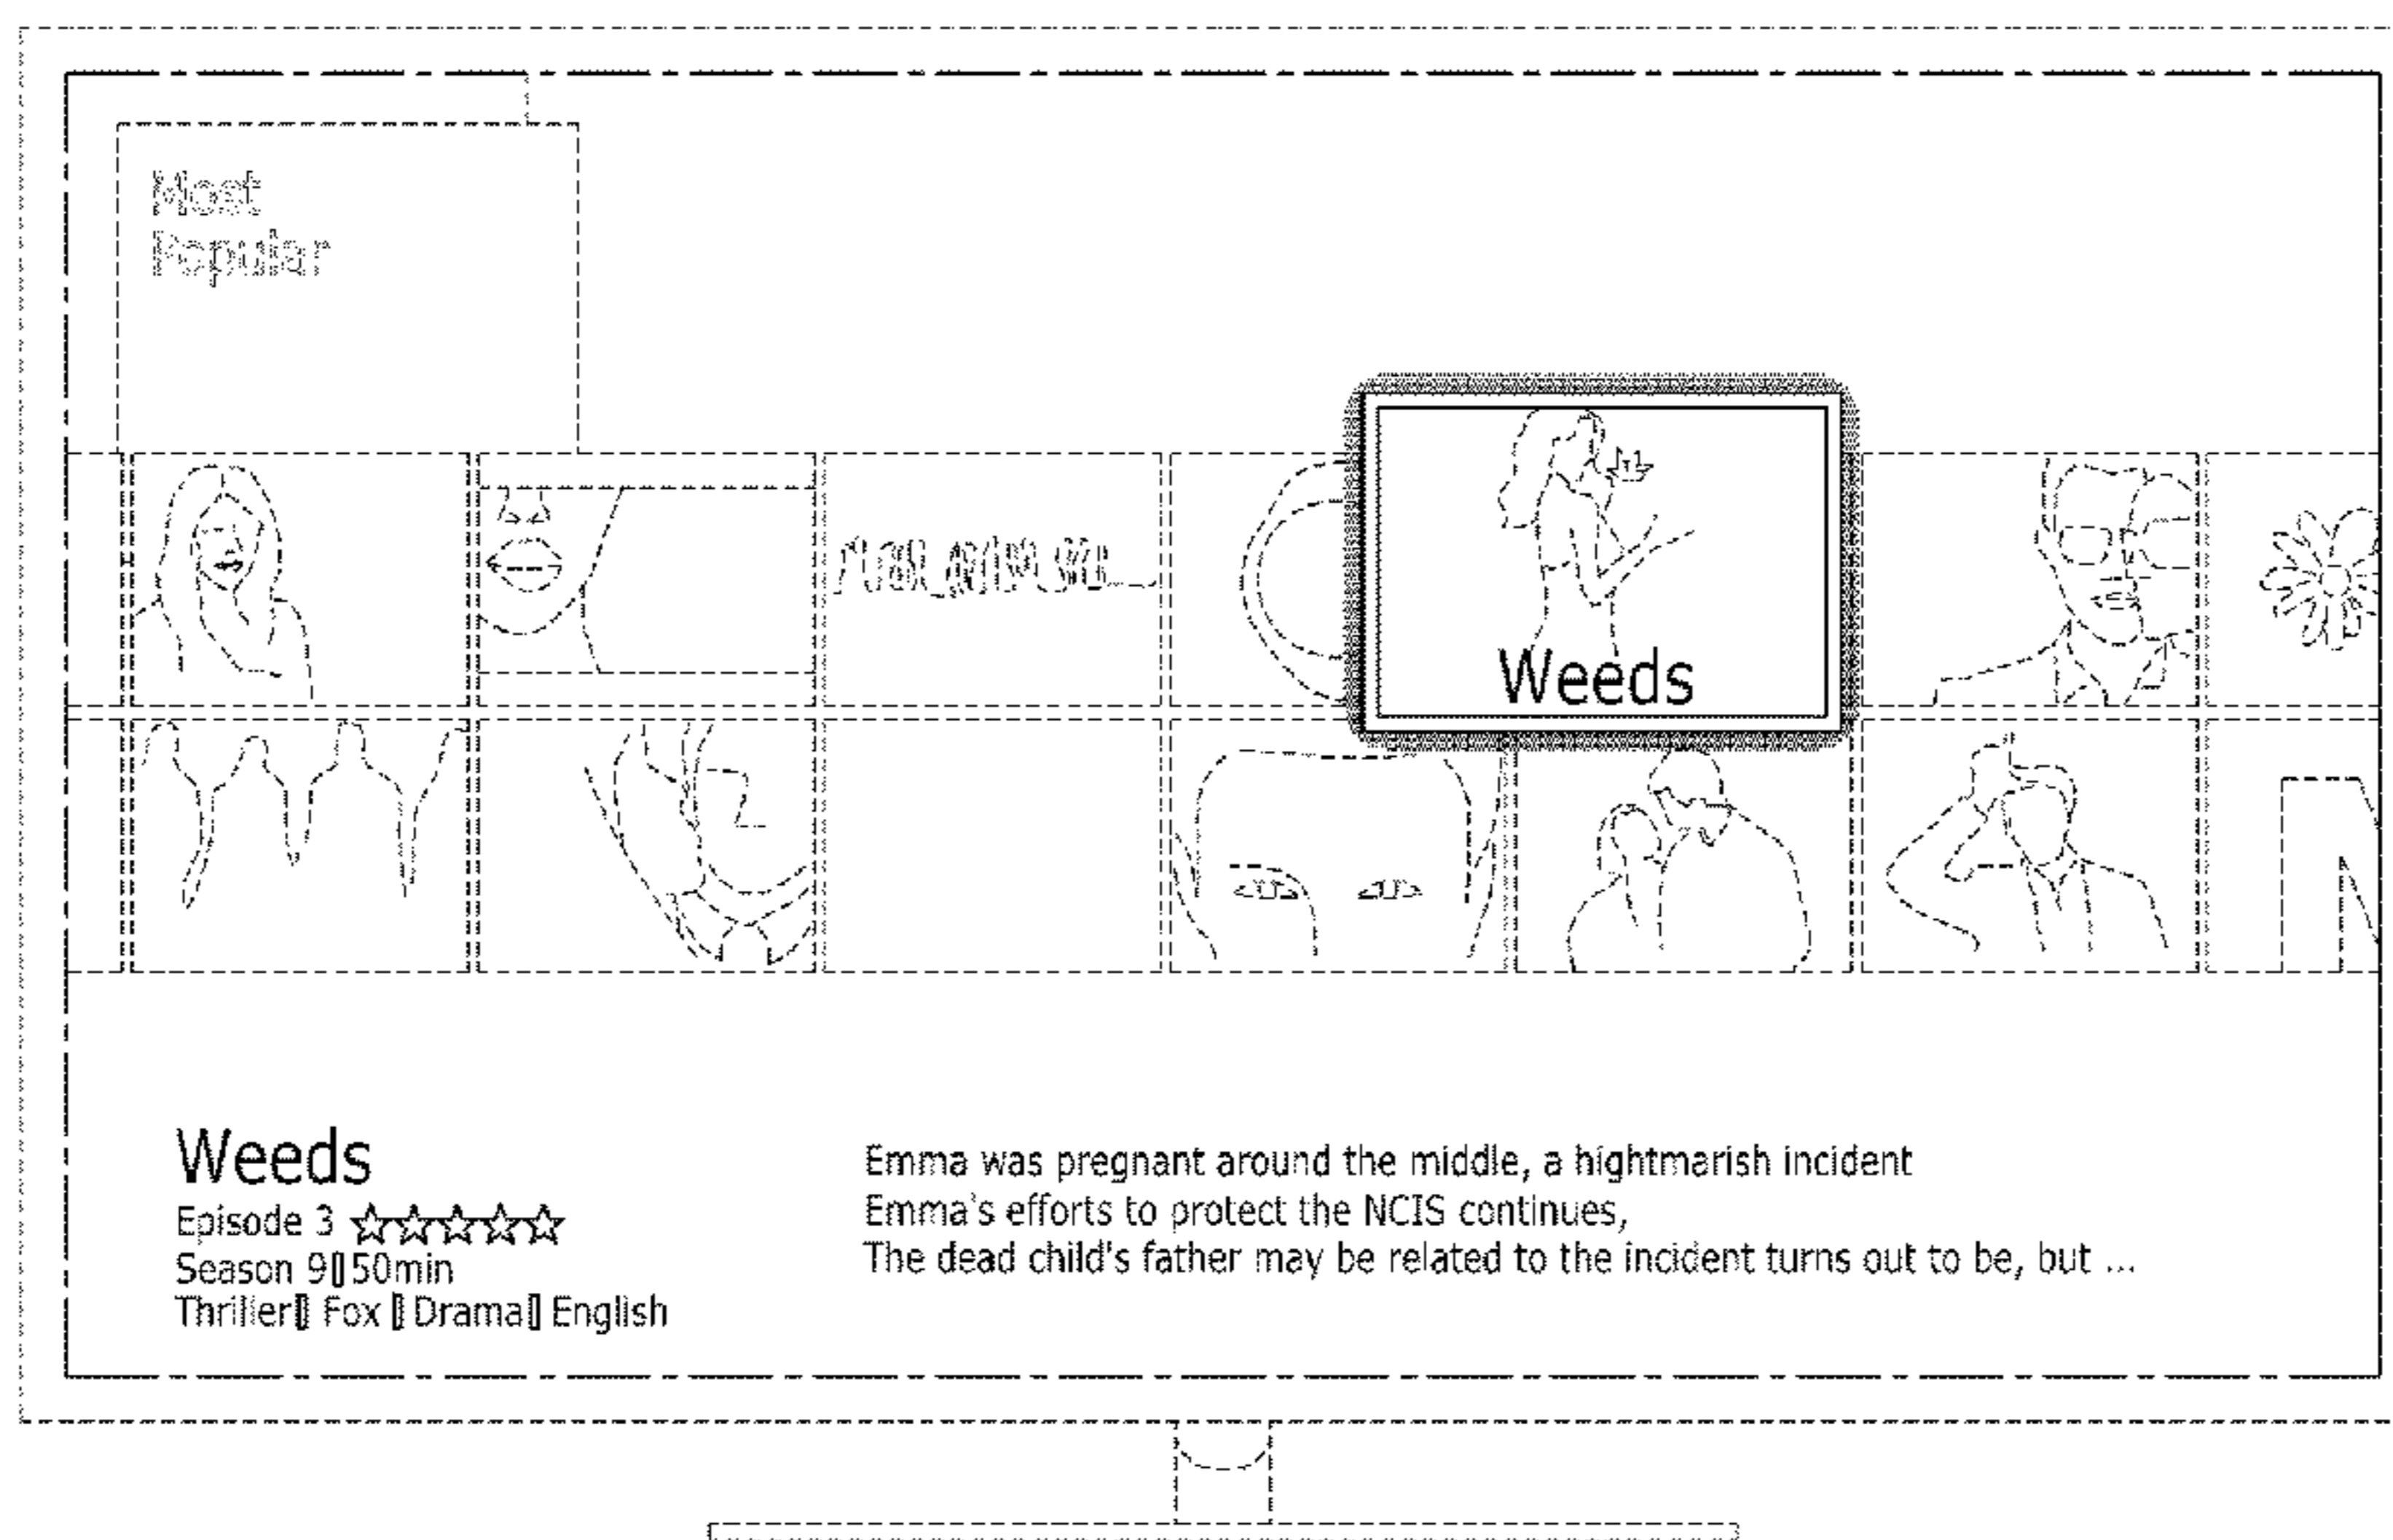 Most
Popular
Weeds
Weeds
Episode 3 ☆☆☆☆☆
Season 9▯50min
Thriller▯ Fox ▯ Drama▯ English
Emma was pregnant around the middle, a hightmarish incident
Emma's efforts to protect the NCIS continues,
The dead child's father may be related to the incident turns out to be, but ...